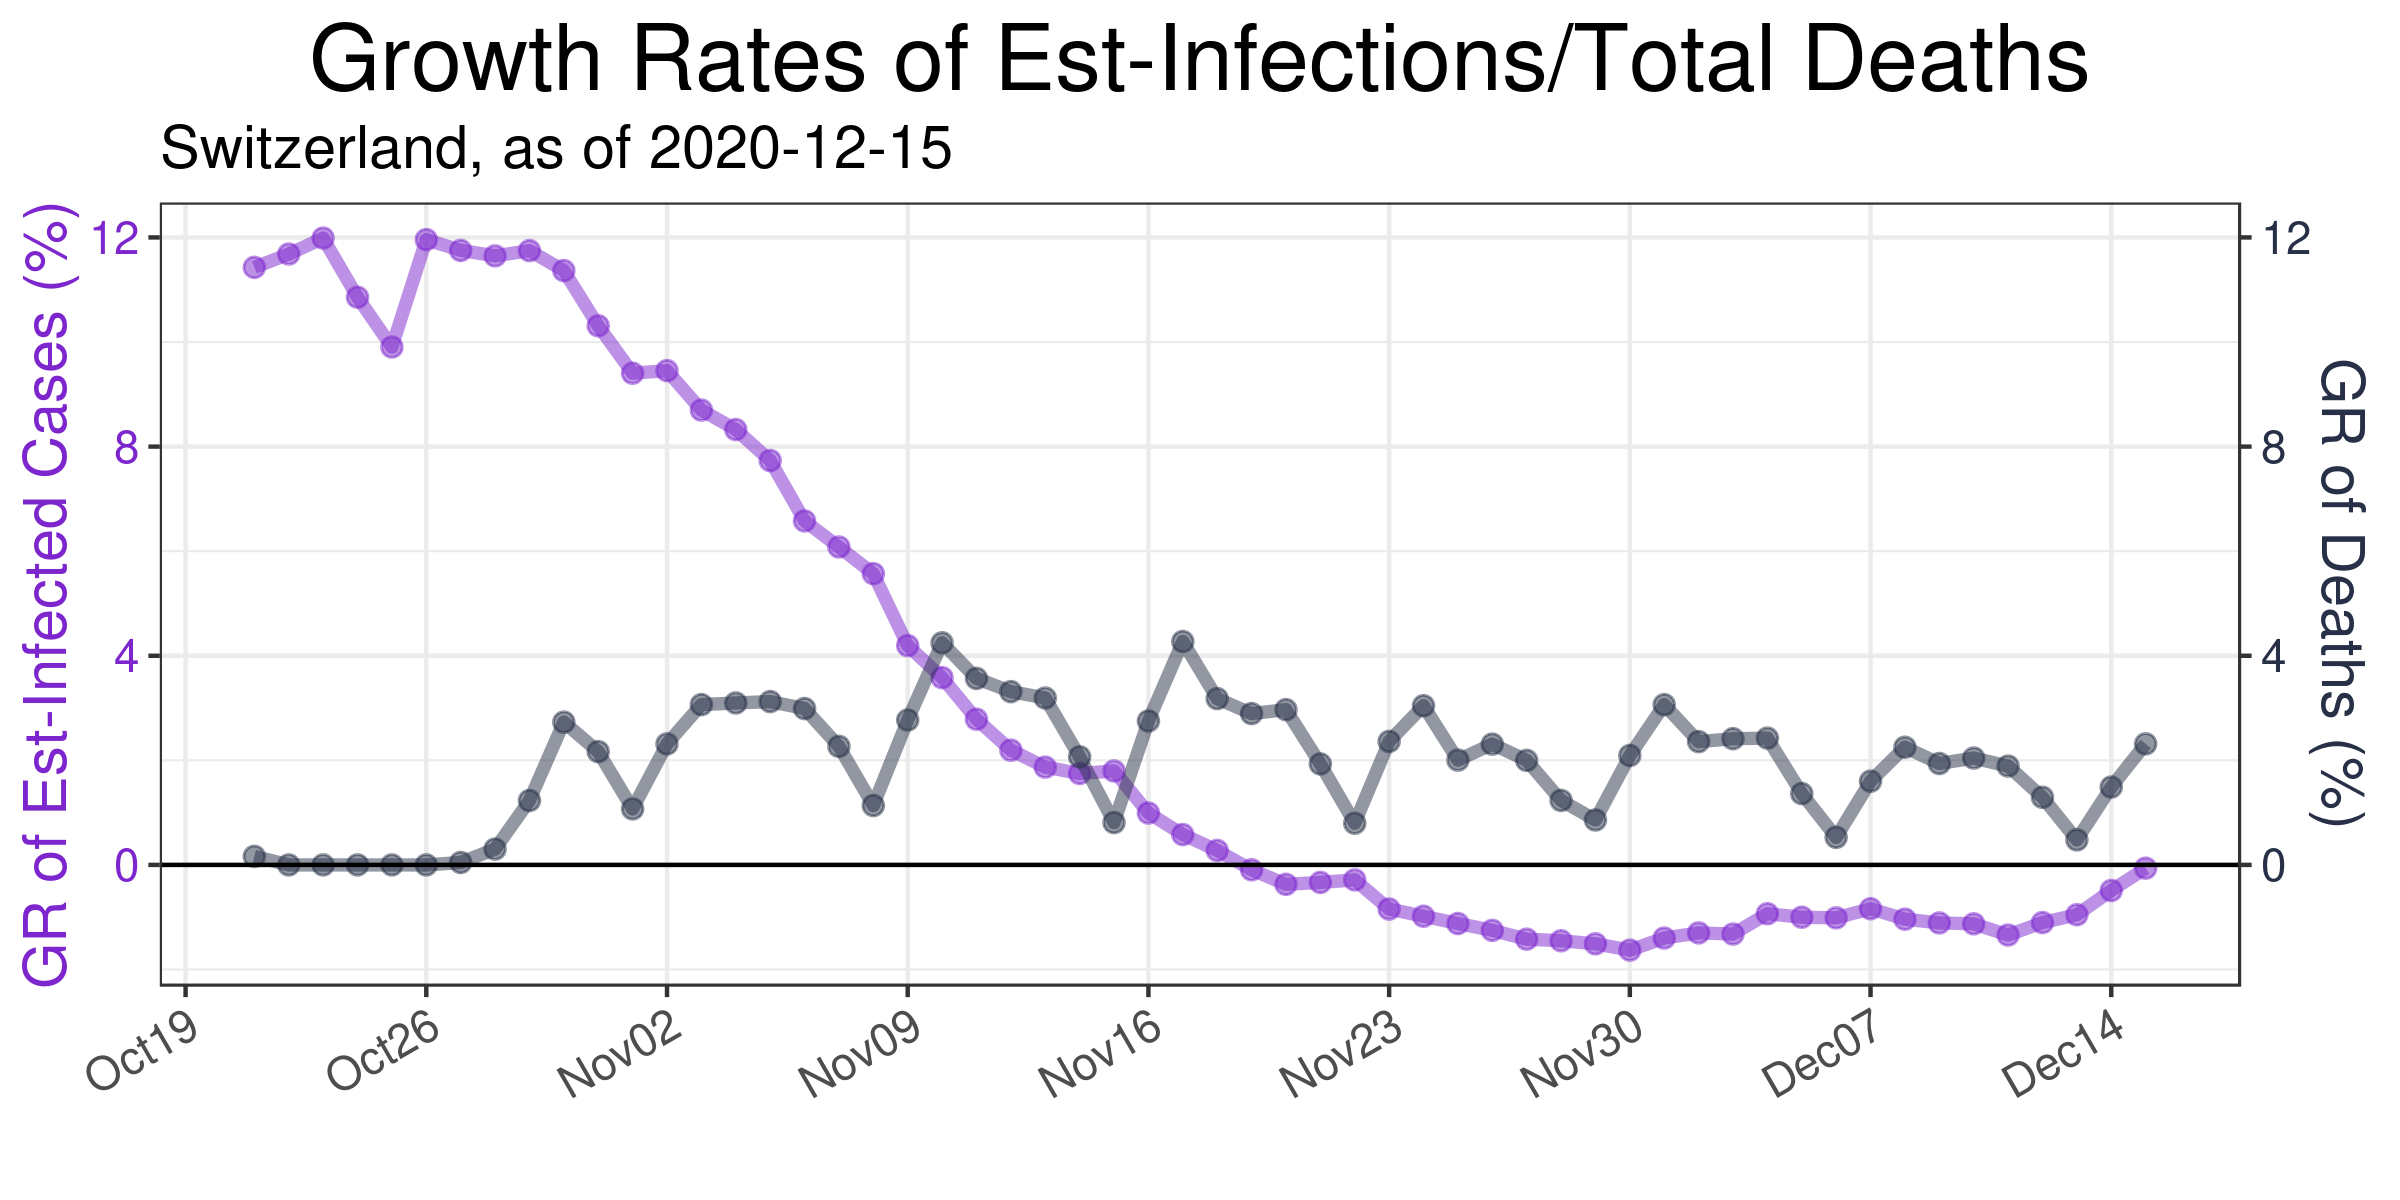 Growth Rates of Est-Infections/Total Deaths
Switzerland, as of 2020-12-15
GR of Est-Infected Cases (%)
12
8
4
0
12
8
4
0
GR of Deaths (%)
Oct19
Oct26
Nov02
Nov09
Nov16
Nov23
Nov30
Dec07
Dec14